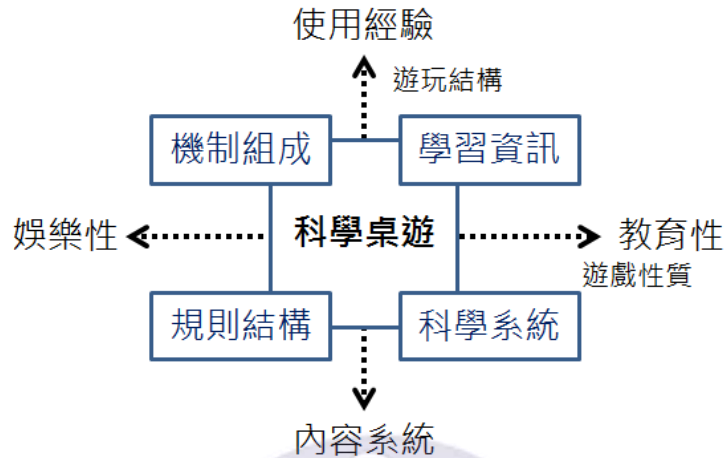 使用經驗
遊玩結構
機制組成
學習資訊
娛樂性
科學桌遊
教育性
遊戲性質
規則結構
科學系統
內容系統